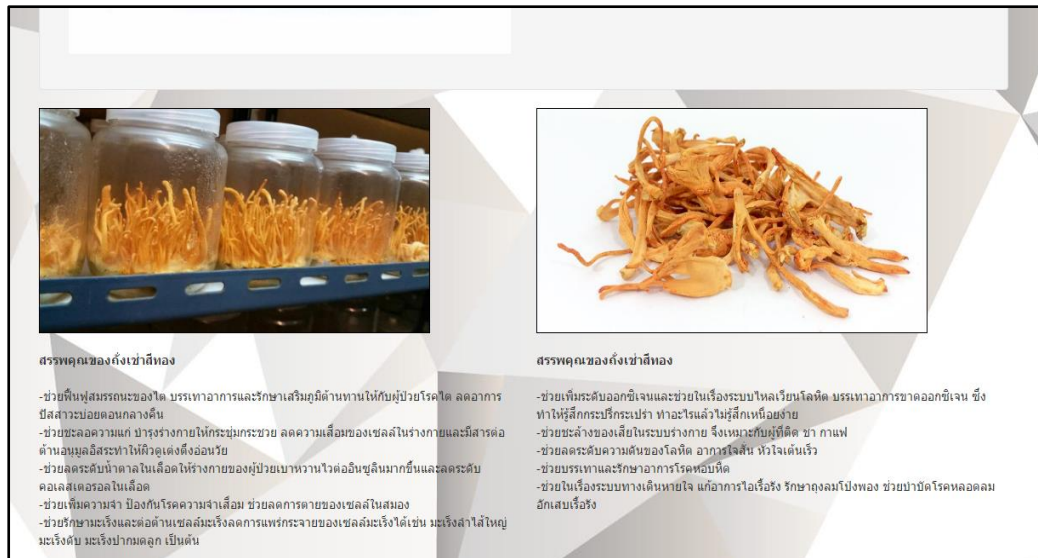 สรรพคุณของถั่งเช่าสีทอง
-ช่วยฟื้นฟูสมรรถนะของไต บรรเทาอาการและรักษาเสริมภูมิต้านทานให้กับผู้ป่วยโรคไต ลดอาการ
ปัสสาวะบ่อยตอนกลางคืน
-ช่วยชะลอความแก่ บำรุงร่างกายให้กระชุ่มกระชวย ลดความเสื่อมของเซลล์ในร่างกายและมีสารต่อ
ต้านอนุมูลอิสระทำให้ผิวดูเต่งตึงอ่อนวัย
-ช่วยลดระดับน้ำตาลในเลือดให้ร่างกายของผู้ป่วยเบาหวานไวต่ออินซูลินมากขึ้นและลดระดับ
คอเลสเตอรอลในเลือด
-ช่วยเพิ่มความจำ ป้องกันโรคความจำเสื่อม ช่วยลดการตายของเซลล์ในสมอง
-ช่วยรักษามะเร็งและต่อต้านเซลล์มะเร็งลดการแพร่กระจายของเซลล์มะเร็งได้เช่น มะเร็งลำไส้ใหญ่
มะเร็งตับ มะเร็งปากมดลูก เป็นต้น
สรรพคุณของถั่งเช่าสีทอง
-ช่วยเพิ่มระดับออกซิเจนและช่วยในเรื่องระบบไหลเวียนโลหิต บรรเทาอาการขาดออกซิเจน ซึ่ง
ทำให้รู้สึกกระปรี้กระเปร่า ทำอะไรแล้วไม่รู้สึกเหนื่อยง่าย
-ช่วยชะล้างของเสียในระบบร่างกาย จึงเหมาะกับผู้ที่ติด ชา กาแฟ
-ช่วยลดระดับความดันของโลหิต อาการใจสั่น หัวใจเต้นเร็ว
-ช่วยบรรเทาและรักษาอาการโรคหอบหืด
-ช่วยในเรื่องระบบทางเดินหายใจ แก้อาการไอเรื้อรัง รักษาถุงลมโป่งพอง ช่วยบำบัดโรคหลอดลม
อักเสบเรื้อรัง